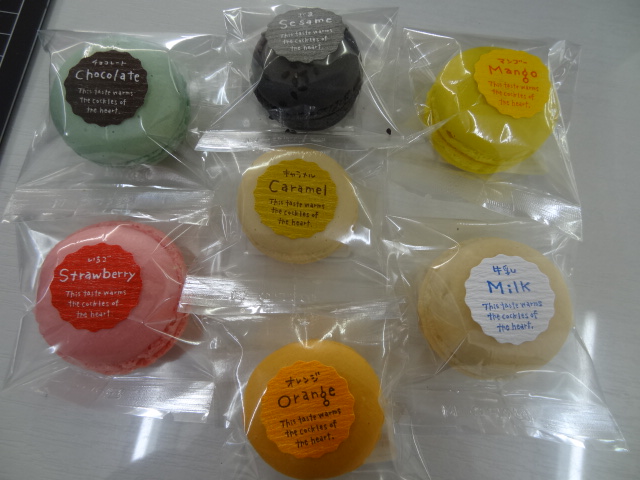 チョコレート
Chocolate
This taste warms
the cockles of
the heart.
ごま
Sesame
This taste warms
the cockles of
the heart.
マンゴー
Mango
This taste warms
the cockles of
the heart.
キャラメル
Caramel
This taste warms
the cockles of
the heart.
いちご
Strawberry
This taste warms
the cockles of
the heart.
牛乳
Milk
This taste warms
the cockles of
the heart.
オレンジ
Orange
This taste warms
the cockles of
the heart.